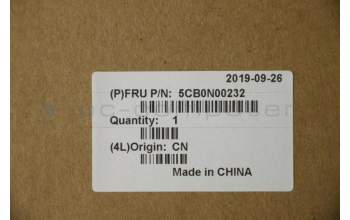 2019-09-26
(P)FRU P/N: 5CB0N00232
Quantity: 1
(4L)Origin: CN
Made in CHINA